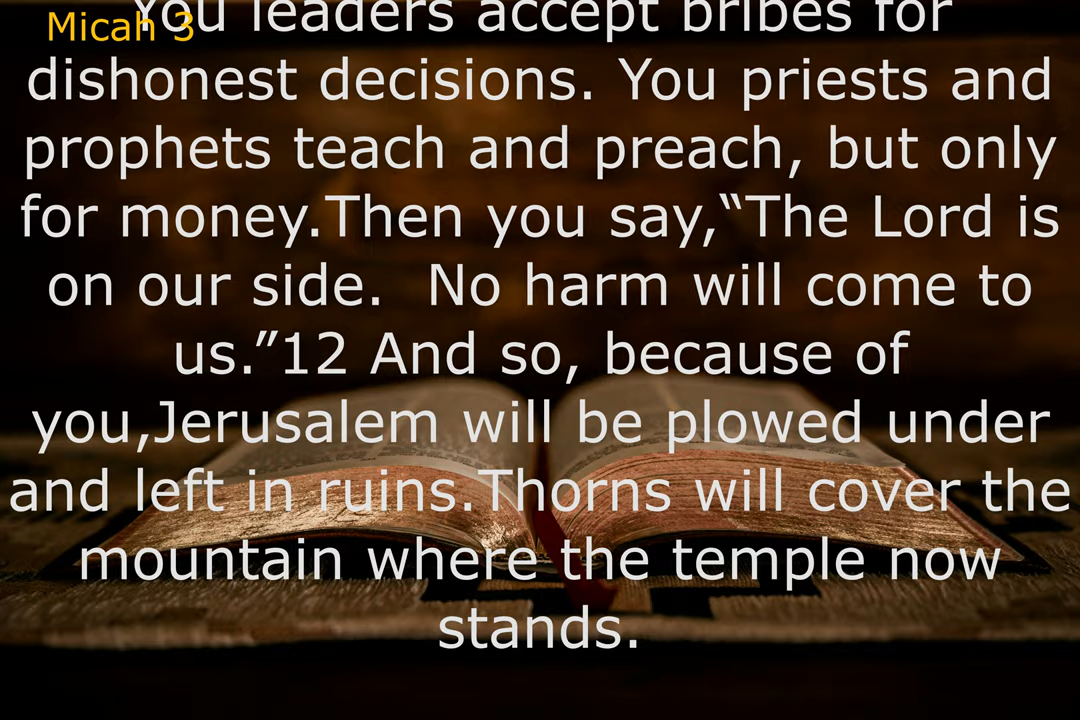 Micah 3
You leaders accept bribes for
dishonest decisions. You priests and
prophets teach and preach, but only
for money.Then you say,“The Lord is
on our side.  No harm will come to
us.”12 And so, because of
you,Jerusalem will be plowed under
and left in ruins.Thorns will cover the
mountain where the temple now
stands.